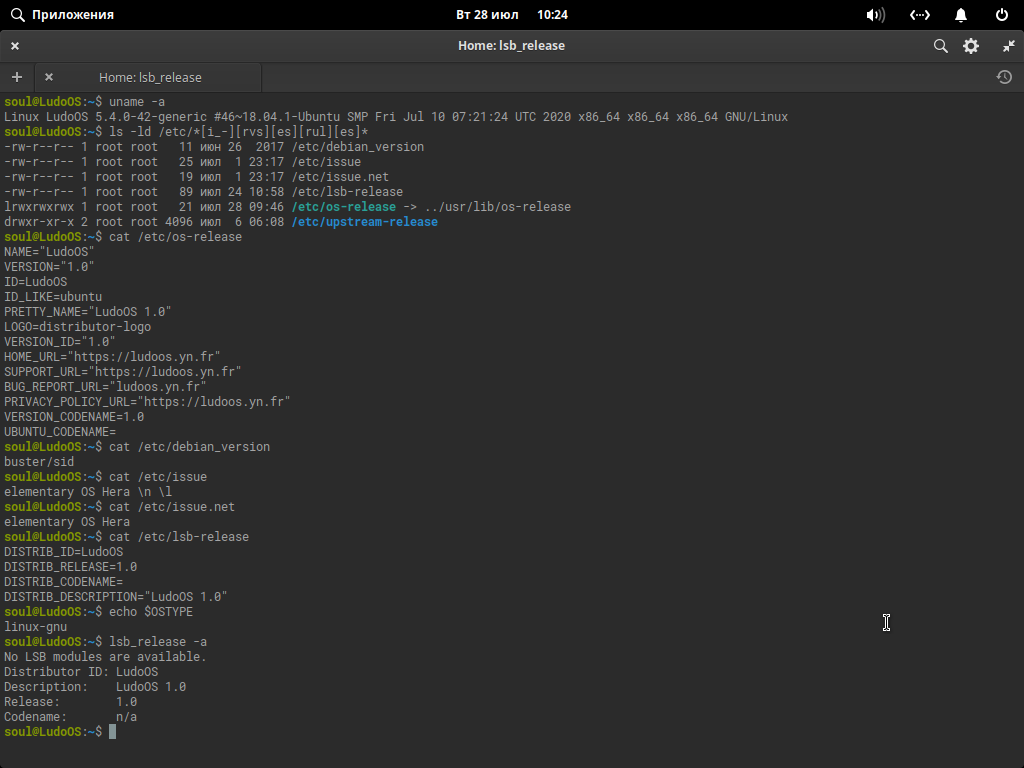 Приложения
Вт 28 июл 10:24
Home: lsb_release
Home: lsb_release
soul@LudoOS:~$ uname -a
Linux LudoOS 5.4.0-42-generic #46~18.04.1-Ubuntu SMP Fri Jul 10 07:21:24 UTC 2020 x86_64 x86_64 x86_64 GNU/Linux
soul@LudoOS:~$ ls -ld /etc/*[i_-][rvs][es][rul][es]*
-rw-r--r-- 1 root root   11 июн 26  2017 /etc/debian_version
-rw-r--r-- 1 root root   25 июл  1 23:17 /etc/issue
-rw-r--r-- 1 root root   19 июл  1 23:17 /etc/issue.net
-rw-r--r-- 1 root root   89 июл 24 10:58 /etc/lsb-release
lrwxrwxrwx 1 root root   21 июл 28 09:46 /etc/os-release -> ../usr/lib/os-release
drwxr-xr-x 2 root root 4096 июл  6 06:08 /etc/upstream-release
soul@LudoOS:~$ cat /etc/os-release
NAME="LudoOS"
VERSION="1.0"
ID=LudoOS
ID_LIKE=ubuntu
PRETTY_NAME="LudoOS 1.0"
LOGO=distributor-logo
VERSION_ID="1.0"
HOME_URL="https://ludoos.yn.fr"
SUPPORT_URL="https://ludoos.yn.fr"
BUG_REPORT_URL="ludoos.yn.fr"
PRIVACY_POLICY_URL="https://ludoos.yn.fr"
VERSION_CODENAME=1.0
UBUNTU_CODENAME=
soul@LudoOS:~$ cat /etc/debian_version
buster/sid
soul@LudoOS:~$ cat /etc/issue
elementary OS Hera \n \l
soul@LudoOS:~$ cat /etc/issue.net
elementary OS Hera
soul@LudoOS:~$ cat /etc/lsb-release
DISTRIB_ID=LudoOS
DISTRIB_RELEASE=1.0
DISTRIB_CODENAME=
DISTRIB_DESCRIPTION="LudoOS 1.0"
soul@LudoOS:~$ echo $OSTYPE
linux-gnu
soul@LudoOS:~$ lsb_release -a
No LSB modules are available.
Distributor ID: LudoOS
Description:    LudoOS 1.0
Release:        1.0
Codename:       n/a
soul@LudoOS:~$